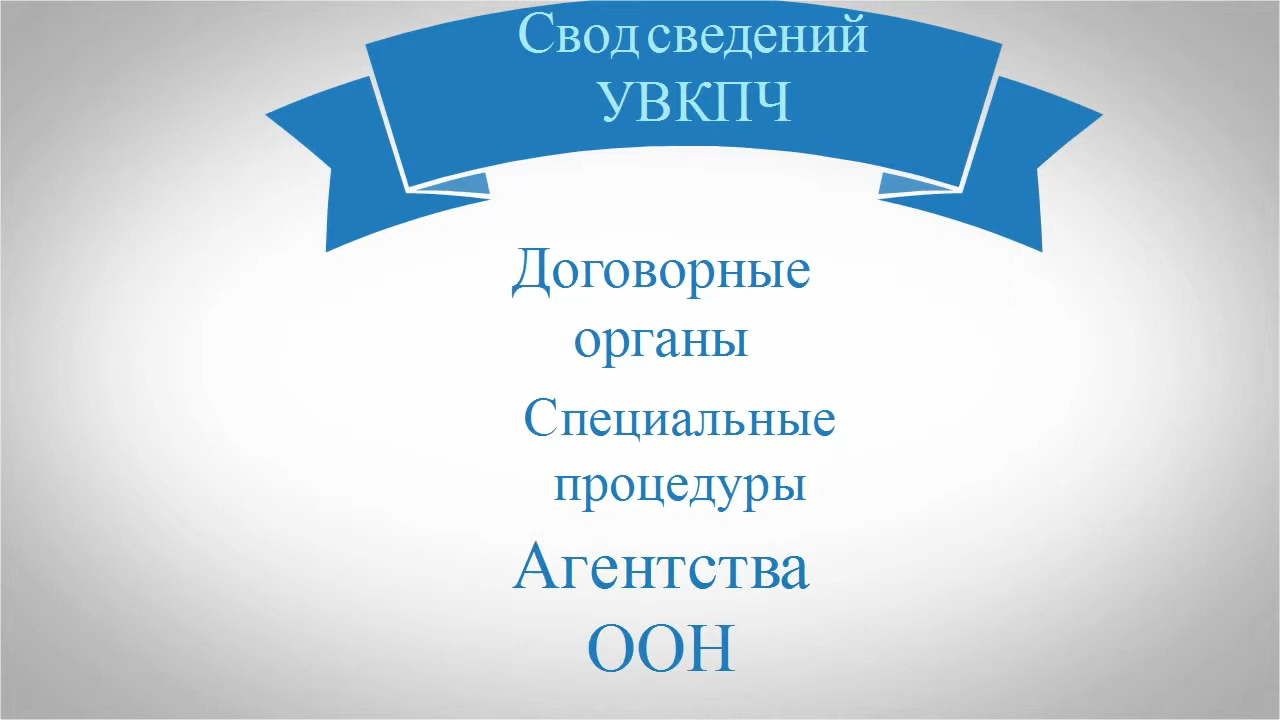 Свод сведений
УВКПЧ
Договорные
органы
Специальные
процедуры
Агентства
ООН